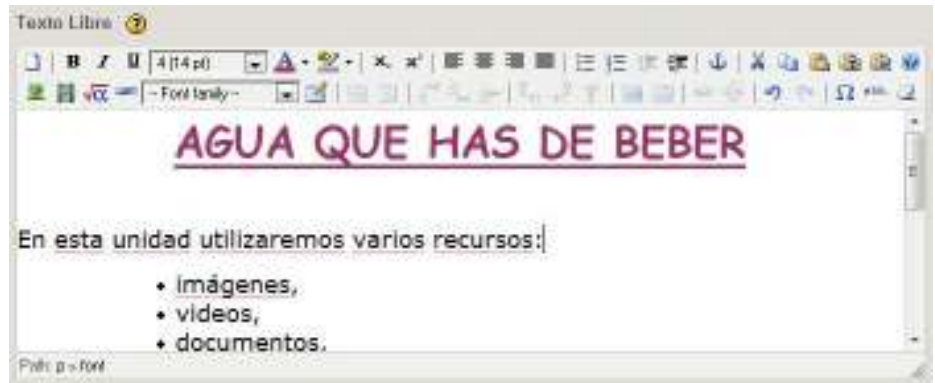 Texto Libre
B I U 4 (14 pt)
- Font family -
AGUA QUE HAS DE BEBER
En esta unidad utilizaremos varios recursos:
• imágenes,
• videos,
• documentos,
Path: p » font